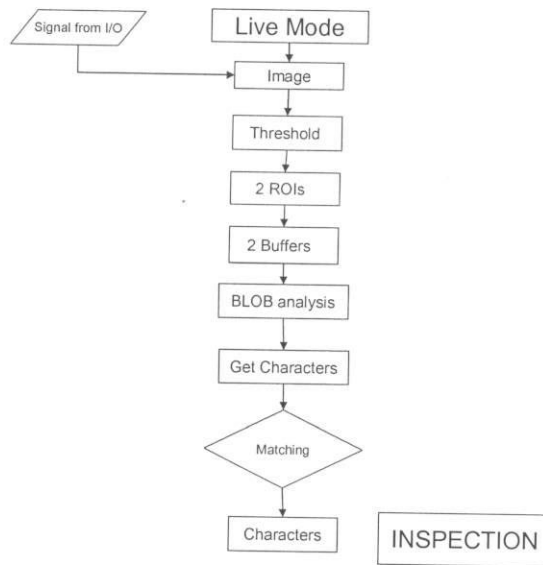 Signal from I/O
Live Mode
Image
Threshold
2 ROIs
2 Buffers
BLOB analysis
Get Characters
Matching
Characters
INSPECTION